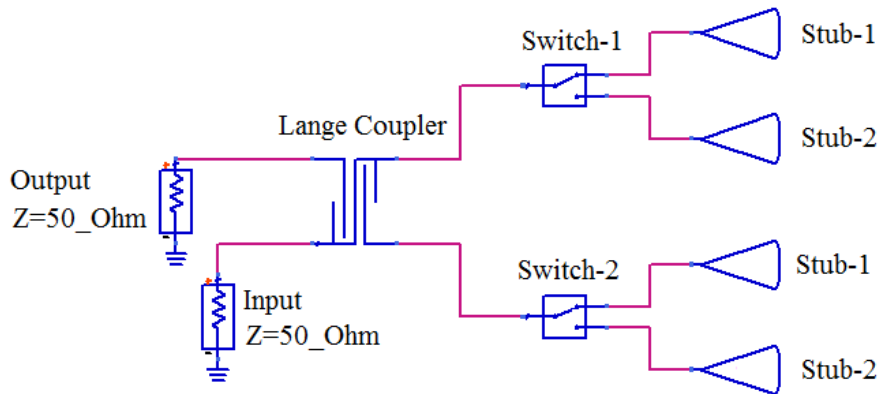 Stub-1
Switch-1
Lange Coupler
Stub-2
Output
Z=50_Ohm
Switch-2
Stub-1
Input
Z=50_Ohm
Stub-2